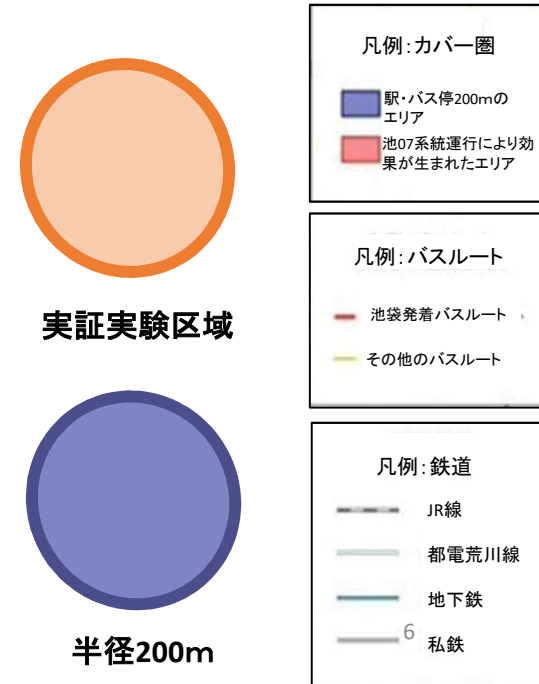 実証実験区域
半径200m
凡例:カバー圏
駅・バス停200mの
エリア
池07系統運行により効
果が生まれたエリア
凡例:バスルート
池袋発着バスルート
その他のバスルート
凡例:鉄道
JR線
都電荒川線
地下鉄
6
私鉄